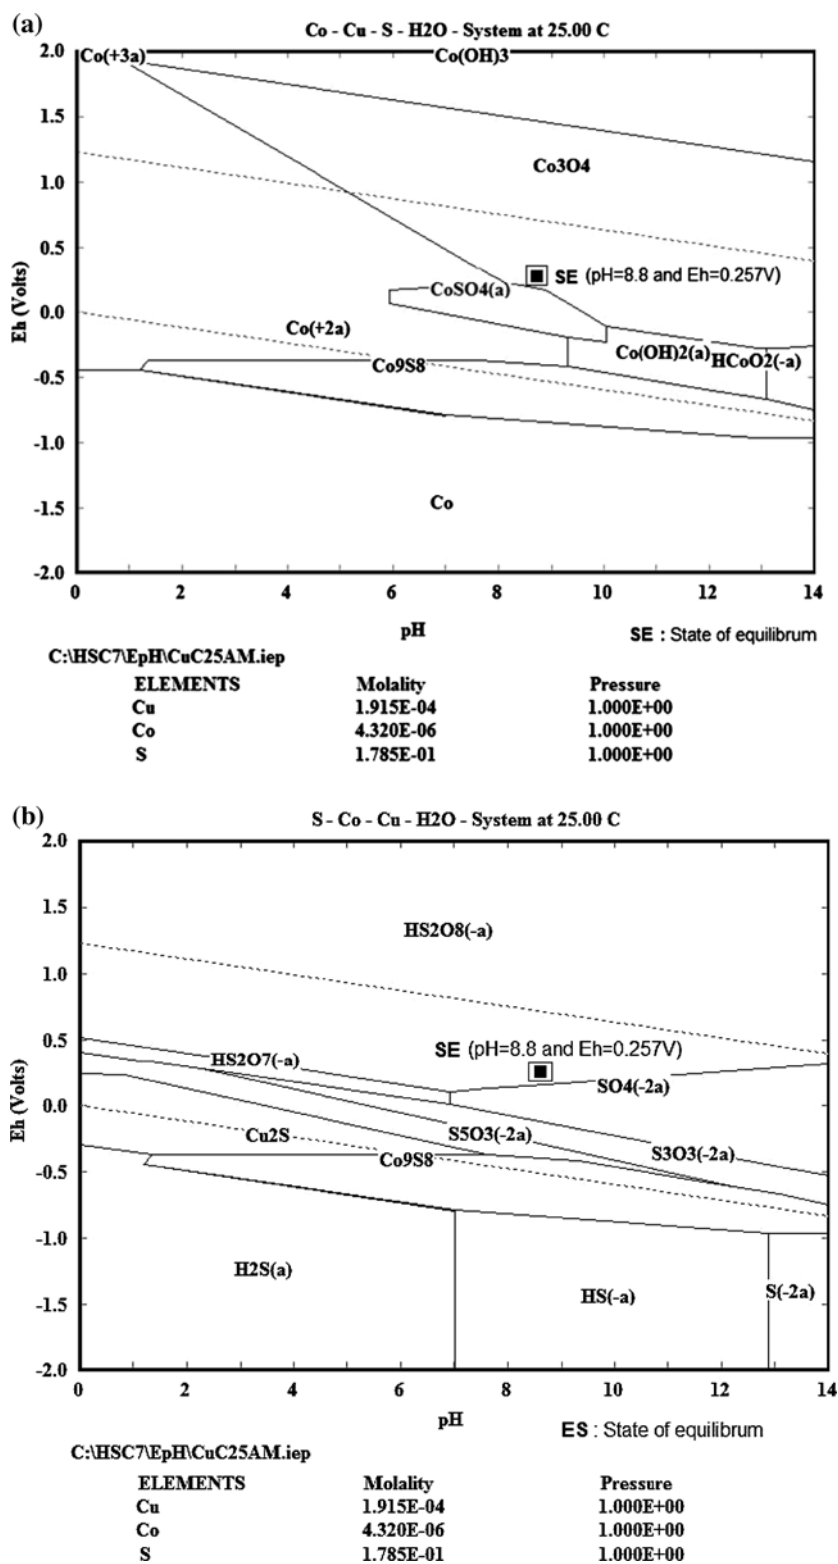 (a)
Co - Cu - S - H2O - System at 25.00 C
Eh (Volts)
2.0
1.5
1.0
0.5
0.0
-0.5
-1.0
-1.5
-2.0
Co(+3a)
Co(OH)3
Co3O4
SE (pH=8.8 and Eh=0.257V)
CoSO4(a)
Co(+2a)
Co(OH)2(a)
HCoO2(-a)
Co9S8
Co
0 2 4 6 8 10 12 14
pH
SE : State of equilibrum
C:\HSC7\EpH\CuC25AM.iep
ELEMENTS Molality Pressure
Cu 1.915E-04 1.000E+00
Co 4.320E-06 1.000E+00
S 1.785E-01 1.000E+00
(b)
S - Co - Cu - H2O - System at 25.00 C
Eh (Volts)
2.0
1.5
1.0
0.5
0.0
-0.5
-1.0
-1.5
-2.0
HS2O8(-a)
SE (pH=8.8 and Eh=0.257V)
HS2O7(-a)
SO4(-2a)
Cu2S
S5O3(-2a)
S3O3(-2a)
Co9S8
H2S(a)
HS(-a)
S(-2a)
0 2 4 6 8 10 12 14
pH
ES : State of equilibrum
C:\HSC7\EpH\CuC25AM.iep
ELEMENTS Molality Pressure
Cu 1.915E-04 1.000E+00
Co 4.320E-06 1.000E+00
S 1.785E-01 1.000E+00